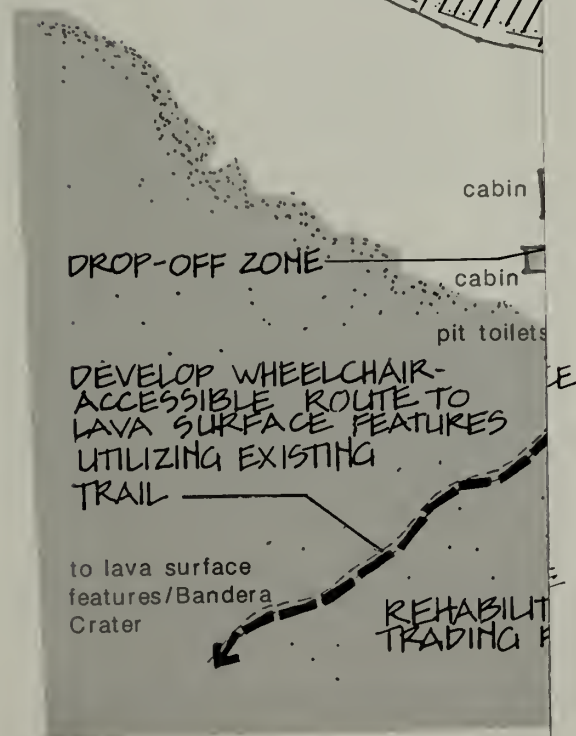 cabin
DROP-OFF ZONE
cabin
pit toilets
DEVELOP WHEELCHAIR-
ACCESSIBLE ROUTE TO
LAVA SURFACE FEATURES
UTILIZING EXISTING
TRAIL
to lava surface
features/Bandera
Crater
REHABILIT
TRADING